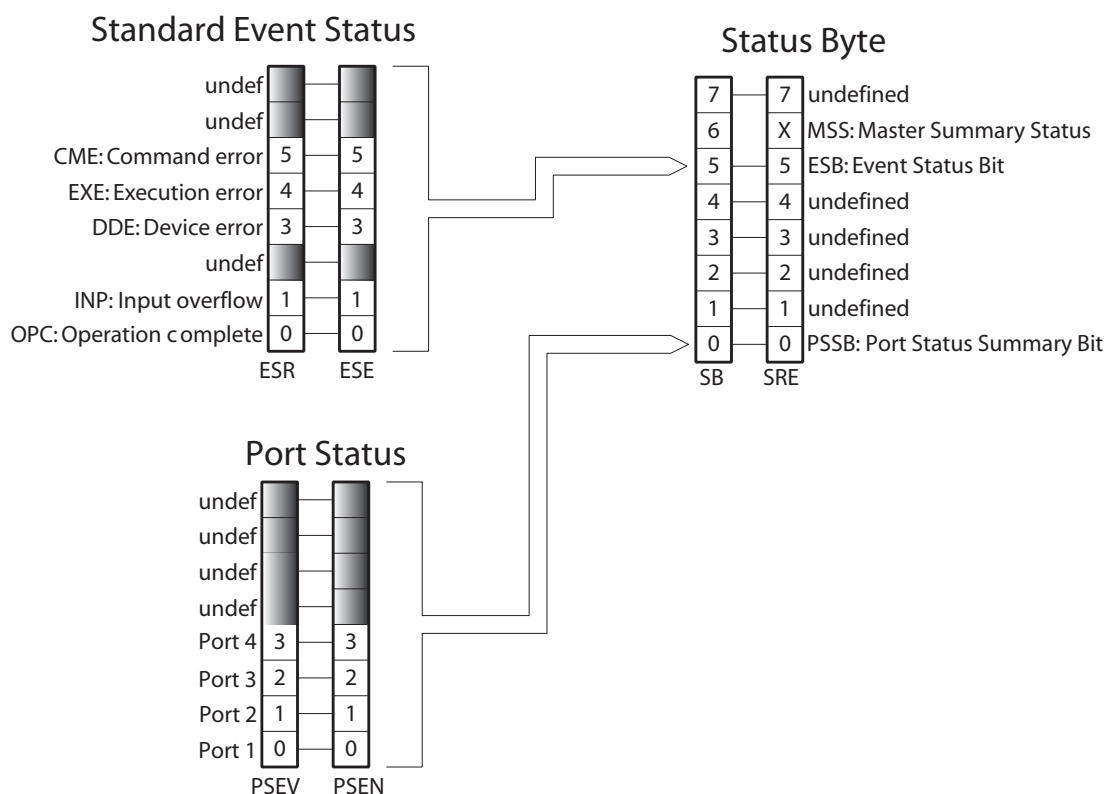 Standard Event Status
undef
undef
CME: Command error 5 5
EXE: Execution error 4 4
DDE: Device error 3 3
undef
INP: Input overflow 1 1
OPC: Operation c omplete 0 0
ESR ESE
Status Byte
7 7 undefined
6 X MSS: Master Summary Status
5 5 ESB: Event Status Bit
4 4 undefined
3 3 undefined
2 2 undefined
1 1 undefined
0 0 PSSB: Port Status Summary Bit
SB SRE
Port Status
undef
undef
undef
undef
Port 4 3 3
Port 3 2 2
Port 2 1 1
Port 1 0 0
PSEV PSEN